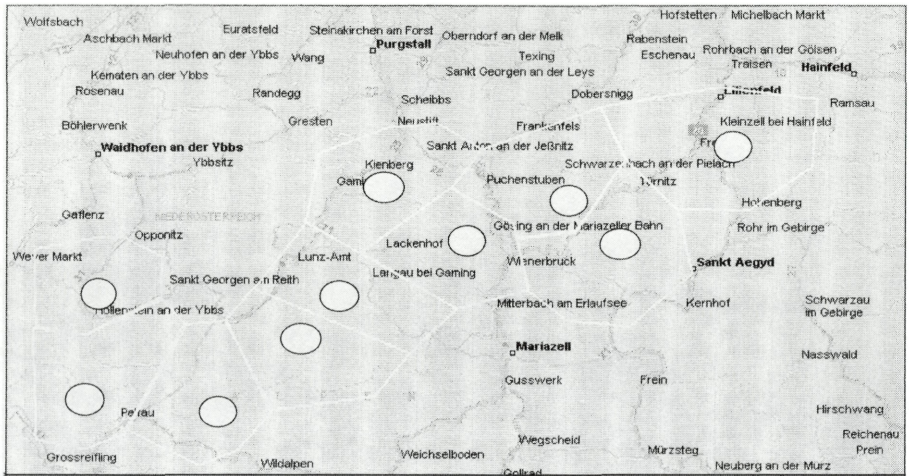 Wolfsbach
Hofstetten
Michelbach Markt
Aschbach Markt
Euratsfeld
Steinakirchen am Forst
Oberndorf an der Melk
Rabenstein
Purgstall
Neuhofen an der Ybbs
Wang
Texing
Eschenau
Rohrbach an der Gölsen
Traisen
Hainfeld
Kematen an der Ybbs
Sankt Georgen an der Leys
Rosenau
Randegg
Scheibbs
Dobersnigg
Lilienfeld
Ramsau
Böhlerwerk
Gresten
Neustift
Frankenfels
Kleinzell bei Hainfeld
Waidhofen an der Ybbs
Sankt Anton an der Jeßnitz
Fre
Ybbsitz
Kienberg
Schwarzenbach an der Pielach
Gami
Puchenstuben
Türnitz
Gaflenz
NIEDERÖSTERREICH
Hohenberg
Opponitz
Lackenhof
Gösing an der Mariazeller Bahn
Rohr im Gebirge
Weyer Markt
Lunz-Amt
Wienerbruck
Sankt Aegyd
Sankt Georgen am Reith
Langau bei Gaming
Hollenstein an der Ybbs
Mitterbach am Erlaufsee
Kernhof
Schwarzau
im Gebirge
Mariazell
Nasswald
Gusswerk
Frein
Palfau
Hirschwang
Wegscheid
Reichenau
Grossreifling
Wildalpen
Weichselboden
Mürzsteg
Prein
Gollrad
Neuberg an der Mürz